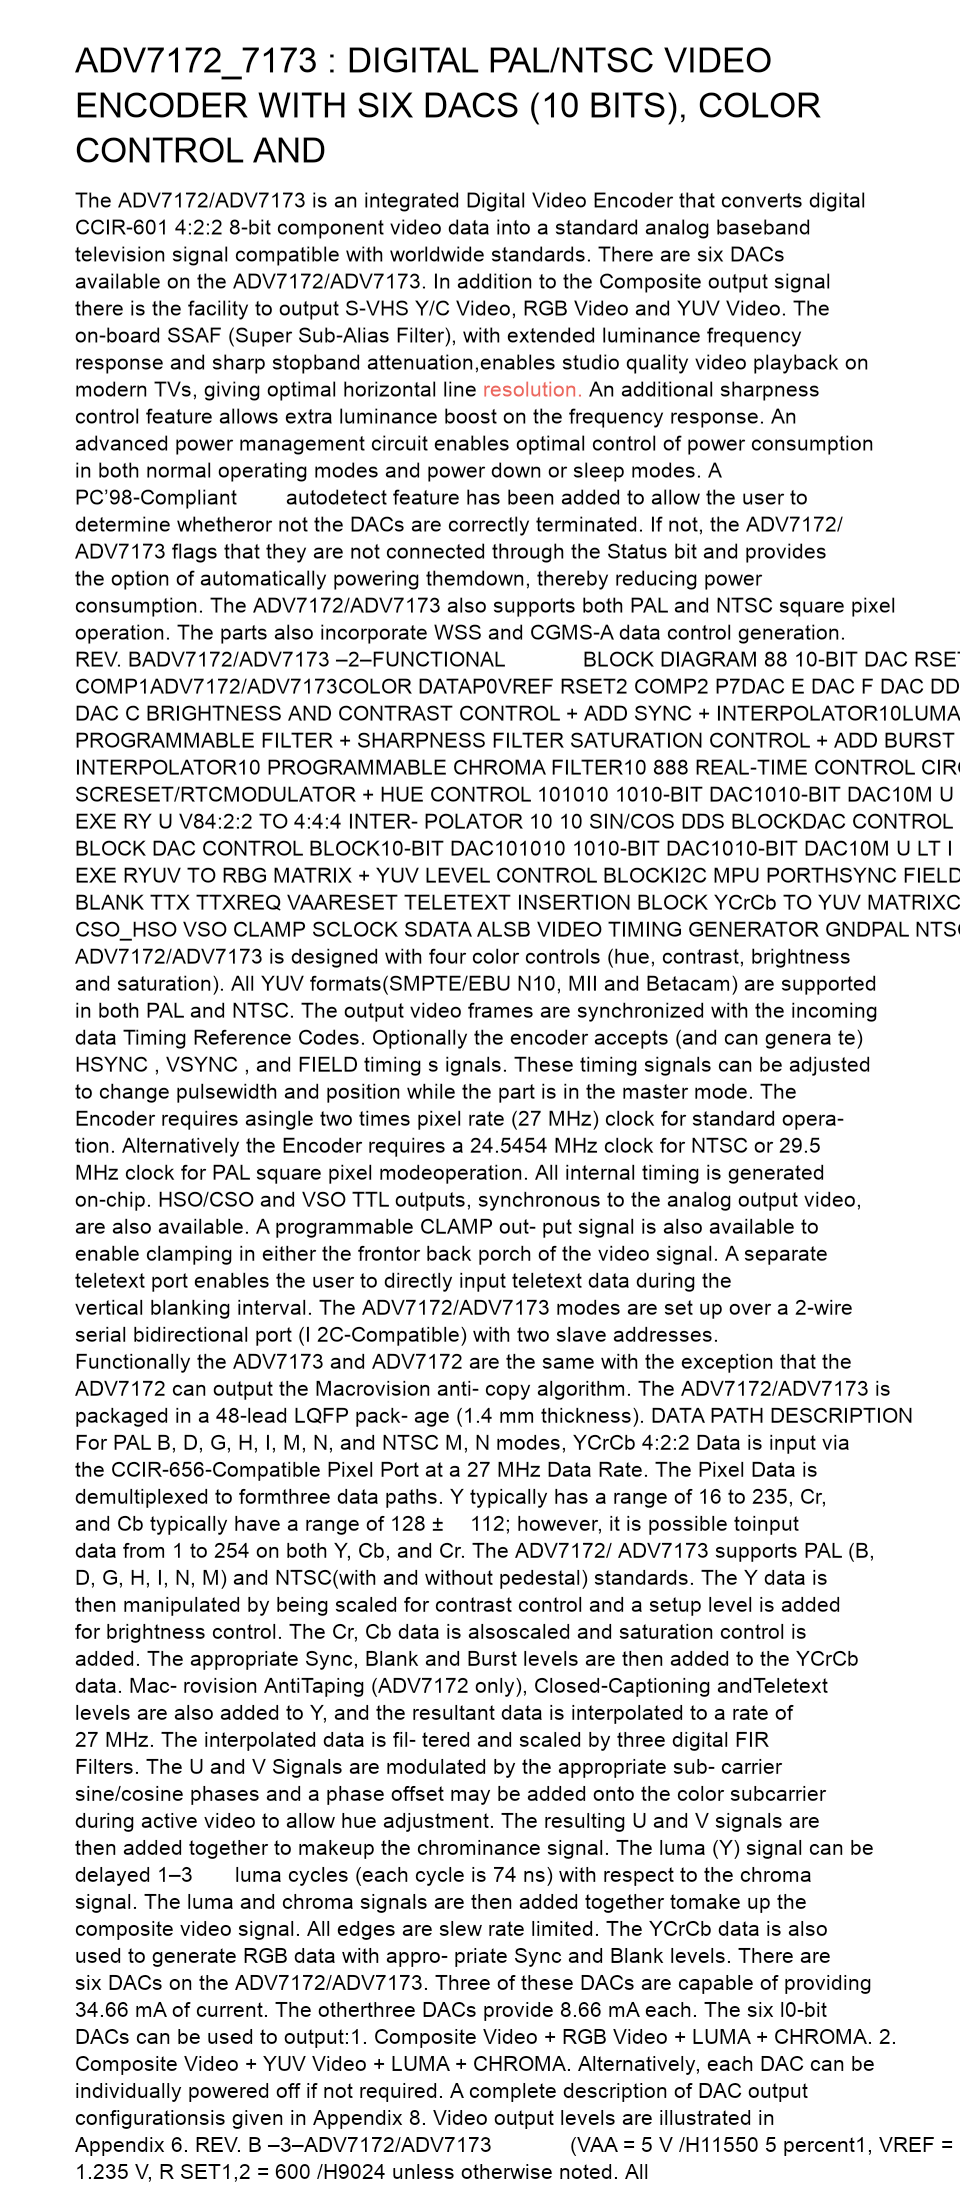 ADV7172_7173 : DIGITAL PAL/NTSC VIDEO
ENCODER WITH SIX DACS (10 BITS), COLOR
CONTROL AND
The ADV7172/ADV7173 is an integrated Digital Video Encoder that converts digital
CCIR-601 4:2:2 8-bit component video data into a standard analog baseband
television signal compatible with worldwide standards. There are six DACs
available on the ADV7172/ADV7173. In addition to the Composite output signal
there is the facility to output S-VHS Y/C Video, RGB Video and YUV Video. The
on-board SSAF (Super Sub-Alias Filter), with extended luminance frequency
response and sharp stopband attenuation,enables studio quality video playback on
modern TVs, giving optimal horizontal line resolution. An additional sharpness
control feature allows extra luminance boost on the frequency response. An
advanced power management circuit enables optimal control of power consumption
in both normal operating modes and power down or sleep modes. A
PC’98-Compliant autodetect feature has been added to allow the user to
determine whetheror not the DACs are correctly terminated. If not, the ADV7172/
ADV7173 flags that they are not connected through the Status bit and provides
the option of automatically powering themdown, thereby reducing power
consumption. The ADV7172/ADV7173 also supports both PAL and NTSC square pixel
operation. The parts also incorporate WSS and CGMS-A data control generation.
REV. BADV7172/ADV7173 –2–FUNCTIONAL BLOCK DIAGRAM 88 10-BIT DAC RSET
COMP1ADV7172/ADV7173COLOR DATAP0VREF RSET2 COMP2 P7DAC E DAC F DAC DD
DAC C BRIGHTNESS AND CONTRAST CONTROL + ADD SYNC + INTERPOLATOR10LUMA
PROGRAMMABLE FILTER + SHARPNESS FILTER SATURATION CONTROL + ADD BURST
INTERPOLATOR10 PROGRAMMABLE CHROMA FILTER10 888 REAL-TIME CONTROL CIRC
SCRESET/RTCMODULATOR + HUE CONTROL 101010 1010-BIT DAC1010-BIT DAC10M U
EXE RY U V84:2:2 TO 4:4:4 INTER- POLATOR 10 10 SIN/COS DDS BLOCKDAC CONTROL
BLOCK DAC CONTROL BLOCK10-BIT DAC101010 1010-BIT DAC1010-BIT DAC10M U LT I
EXE RYUV TO RBG MATRIX + YUV LEVEL CONTROL BLOCKI2C MPU PORTHSYNC FIELD
BLANK TTX TTXREQ VAARESET TELETEXT INSERTION BLOCK YCrCb TO YUV MATRIXC
CSO_HSO VSO CLAMP SCLOCK SDATA ALSB VIDEO TIMING GENERATOR GNDPAL NTSC
ADV7172/ADV7173 is designed with four color controls (hue, contrast, brightness
and saturation). All YUV formats(SMPTE/EBU N10, MII and Betacam) are supported
in both PAL and NTSC. The output video frames are synchronized with the incoming
data Timing Reference Codes. Optionally the encoder accepts (and can genera te)
HSYNC , VSYNC , and FIELD timing s ignals. These timing signals can be adjusted
to change pulsewidth and position while the part is in the master mode. The
Encoder requires asingle two times pixel rate (27 MHz) clock for standard opera-
tion. Alternatively the Encoder requires a 24.5454 MHz clock for NTSC or 29.5
MHz clock for PAL square pixel modeoperation. All internal timing is generated
on-chip. HSO/CSO and VSO TTL outputs, synchronous to the analog output video,
are also available. A programmable CLAMP out- put signal is also available to
enable clamping in either the frontor back porch of the video signal. A separate
teletext port enables the user to directly input teletext data during the
vertical blanking interval. The ADV7172/ADV7173 modes are set up over a 2-wire
serial bidirectional port (I 2C-Compatible) with two slave addresses.
Functionally the ADV7173 and ADV7172 are the same with the exception that the
ADV7172 can output the Macrovision anti- copy algorithm. The ADV7172/ADV7173 is
packaged in a 48-lead LQFP pack- age (1.4 mm thickness). DATA PATH DESCRIPTION
For PAL B, D, G, H, I, M, N, and NTSC M, N modes, YCrCb 4:2:2 Data is input via
the CCIR-656-Compatible Pixel Port at a 27 MHz Data Rate. The Pixel Data is
demultiplexed to formthree data paths. Y typically has a range of 16 to 235, Cr,
and Cb typically have a range of 128 ± 112; however, it is possible toinput
data from 1 to 254 on both Y, Cb, and Cr. The ADV7172/ ADV7173 supports PAL (B,
D, G, H, I, N, M) and NTSC(with and without pedestal) standards. The Y data is
then manipulated by being scaled for contrast control and a setup level is added
for brightness control. The Cr, Cb data is alsoscaled and saturation control is
added. The appropriate Sync, Blank and Burst levels are then added to the YCrCb
data. Mac- rovision AntiTaping (ADV7172 only), Closed-Captioning andTeletext
levels are also added to Y, and the resultant data is interpolated to a rate of
27 MHz. The interpolated data is fil- tered and scaled by three digital FIR
Filters. The U and V Signals are modulated by the appropriate sub- carrier
sine/cosine phases and a phase offset may be added onto the color subcarrier
during active video to allow hue adjustment. The resulting U and V signals are
then added together to makeup the chrominance signal. The luma (Y) signal can be
delayed 1–3 luma cycles (each cycle is 74 ns) with respect to the chroma
signal. The luma and chroma signals are then added together tomake up the
composite video signal. All edges are slew rate limited. The YCrCb data is also
used to generate RGB data with appro- priate Sync and Blank levels. There are
six DACs on the ADV7172/ADV7173. Three of these DACs are capable of providing
34.66 mA of current. The otherthree DACs provide 8.66 mA each. The six l0-bit
DACs can be used to output:1. Composite Video + RGB Video + LUMA + CHROMA. 2.
Composite Video + YUV Video + LUMA + CHROMA. Alternatively, each DAC can be
individually powered off if not required. A complete description of DAC output
configurationsis given in Appendix 8. Video output levels are illustrated in
Appendix 6. REV. B –3–ADV7172/ADV7173 (VAA = 5 V /H11550 5 percent1, VREF =
1.235 V, R SET1,2 = 600 /H9024 unless otherwise noted. All